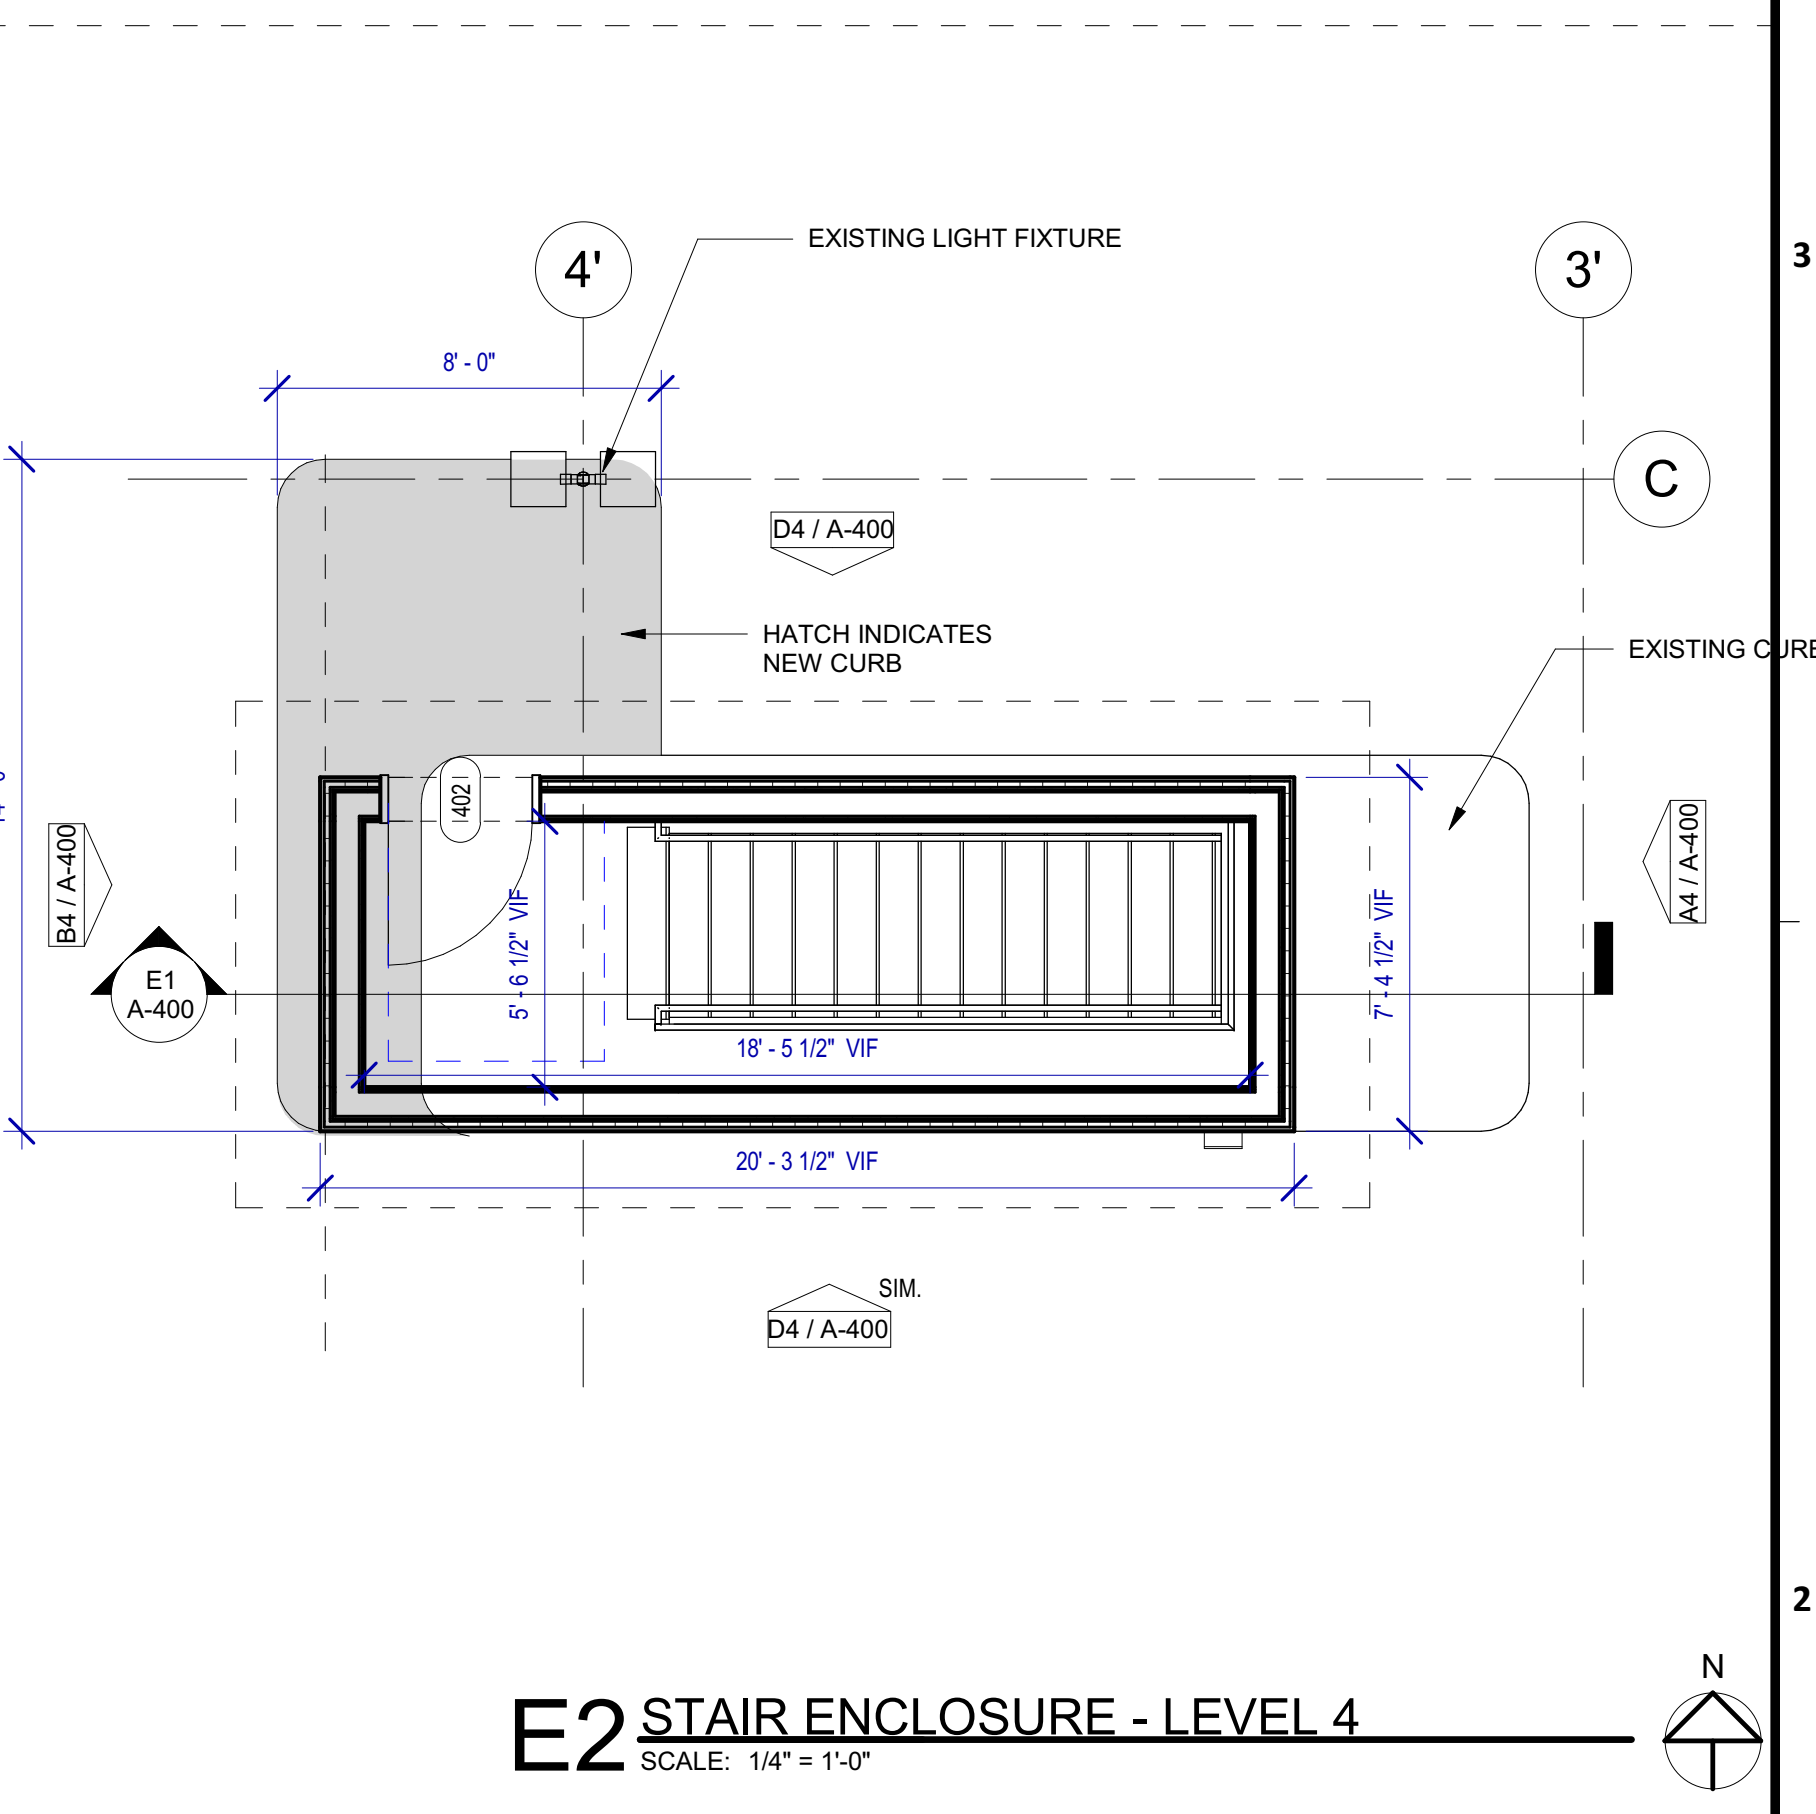 EXISTING LIGHT FIXTURE
4'
3'
3
8' - 0"
C
D4 / A-400
HATCH INDICATES
NEW CURB
EXISTING CURB
402
B4 / A-400
A4 / A-400
E1
A-400
5' - 6 1/2" VIF
7' - 4 1/2" VIF
18' - 5 1/2" VIF
20' - 3 1/2" VIF
SIM.
D4 / A-400
2
N
E2 STAIR ENCLOSURE - LEVEL 4
SCALE: 1/4" = 1'-0"